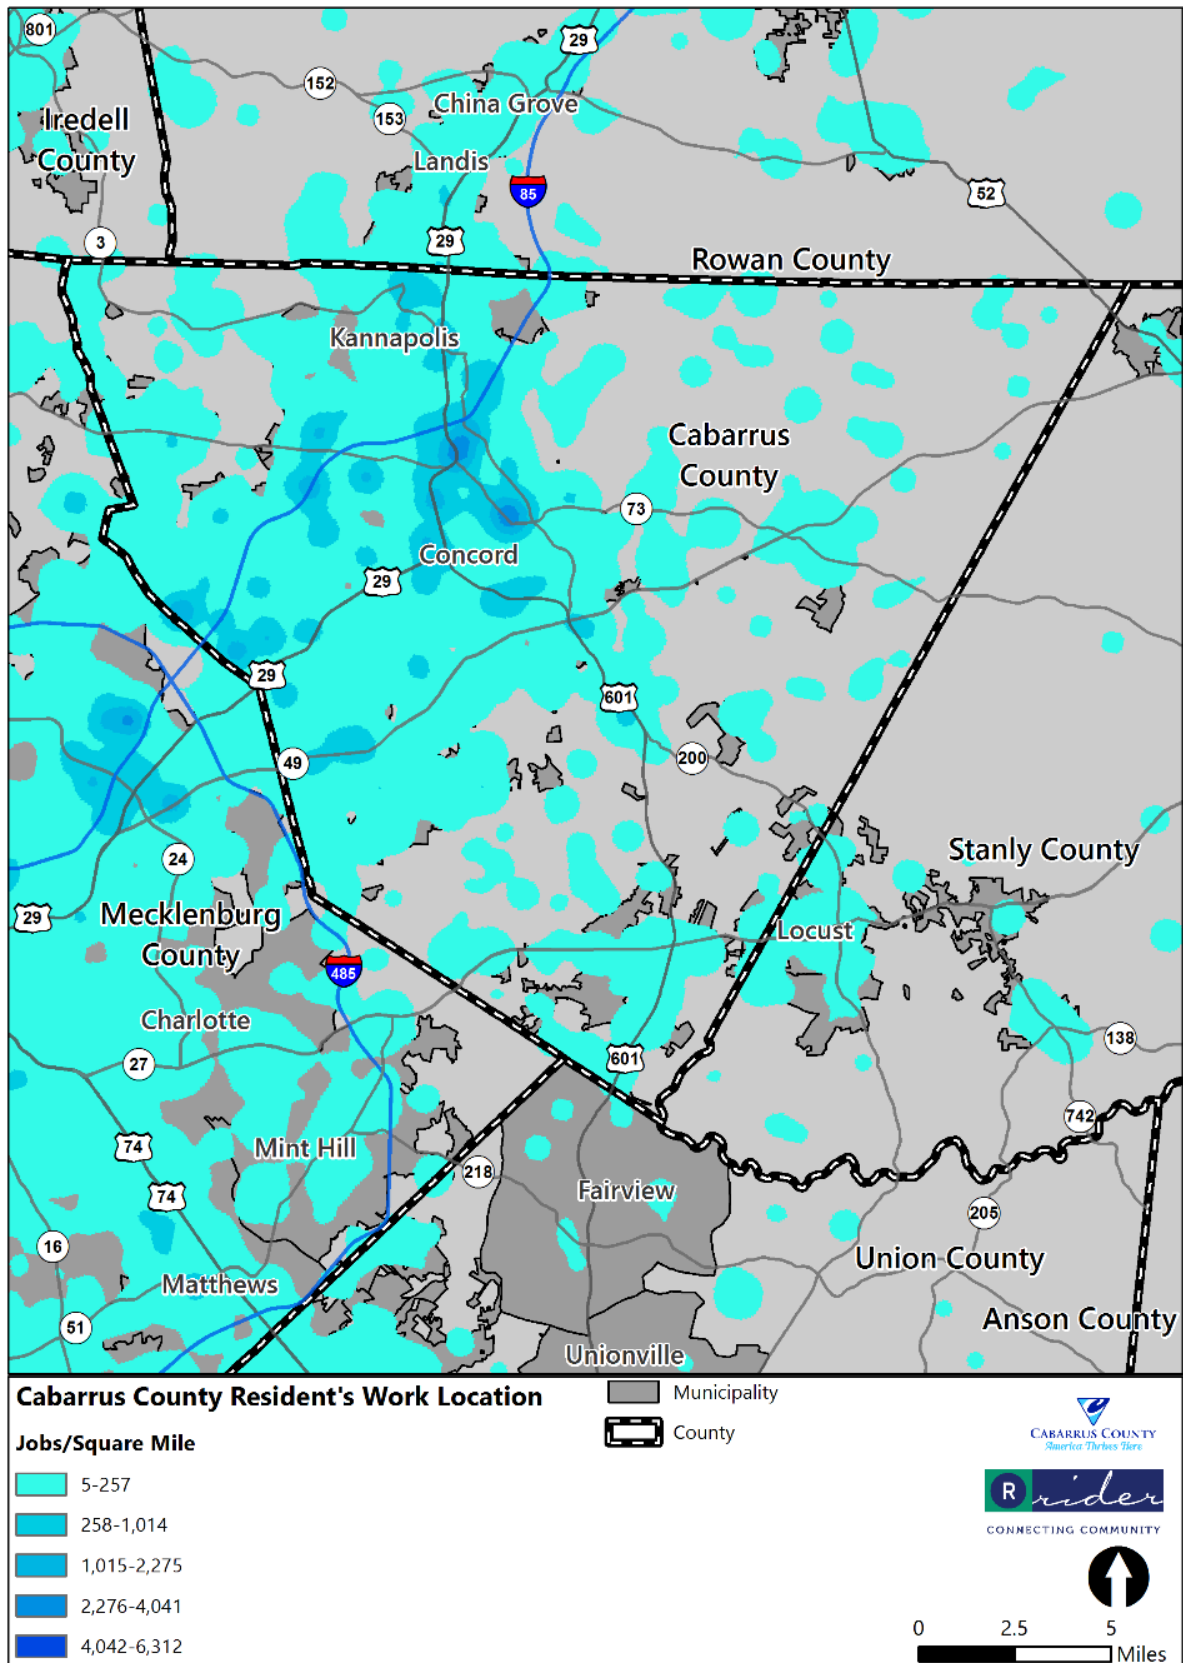 801
29
152
China Grove
153
Iredell
County
Landis
85
52
3
29
Rowan County
Kannapolis
Cabarrus
County
73
Concord
29
29
601
49
200
24
Stanly County
29
Mecklenburg
County
Locust
485
Charlotte
27
601
138
742
74
Mint Hill
218
74
Fairview
205
16
Union County
Matthews
51
Anson County
Unionville
Cabarrus County Resident's Work Location
Jobs/Square Mile
5-257
258-1,014
1,015-2,275
2,276-4,041
4,042-6,312
Municipality
County
CABARRUS COUNTY
America Thrives Here
R rider
CONNECTING COMMUNITY
0 2.5 5
Miles